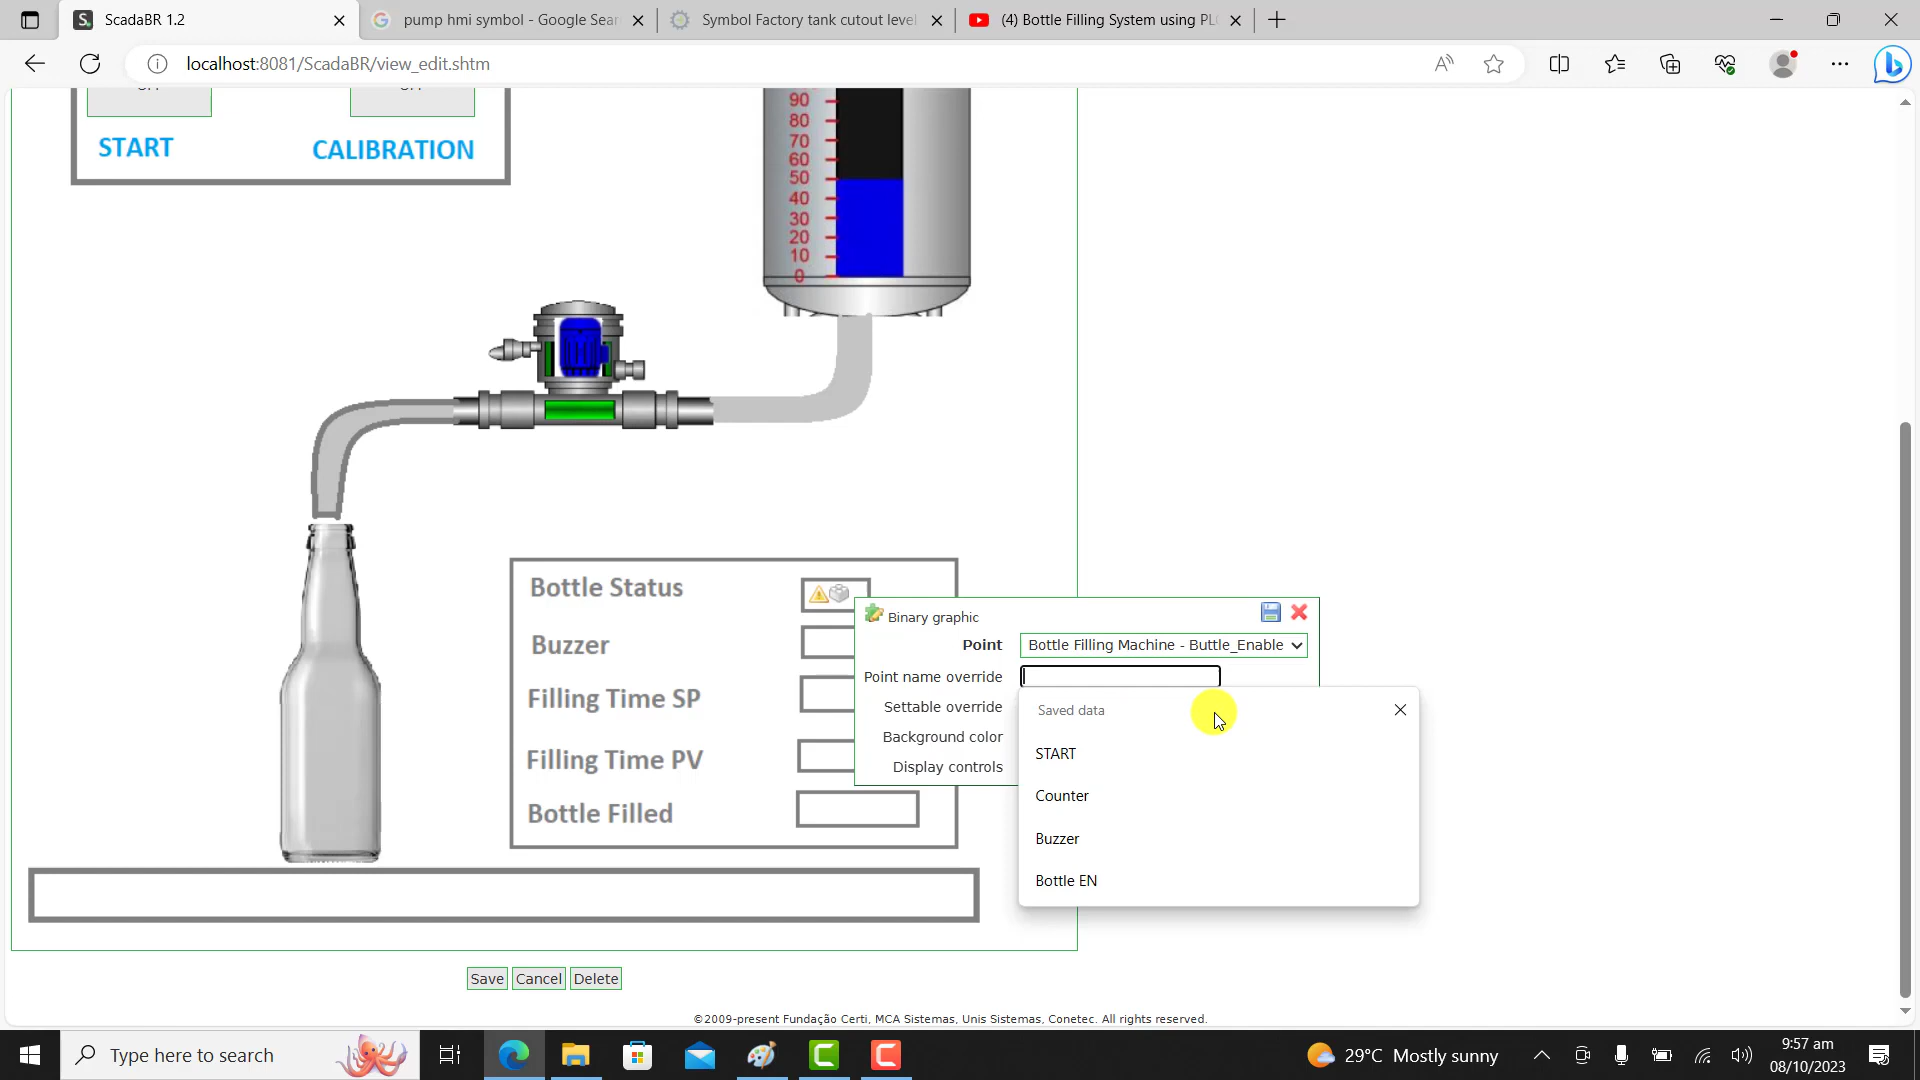 ScadaBR 1.2
pump hmi symbol - Google Sea
Symbol Factory tank cutout level
(4) Bottle Filling System using PL
localhost:8081/ScadaBR/view_edit.shtm
START
CALIBRATION
90
80
70
60
50
40
30
20
10
0
Bottle Status
Buzzer
Filling Time SP
Filling Time PV
Bottle Filled
Binary graphic
Point
Bottle Filling Machine - Buttle_Enable
Point name override
Settable override
Background color
Display controls
Saved data
START
Counter
Buzzer
Bottle EN
Save Cancel Delete
©2009-present Fundação Certi, MCA Sistemas, Unis Sistemas, Conetec. All rights reserved.
Type here to search
29°C Mostly sunny
9:57 am
08/10/2023